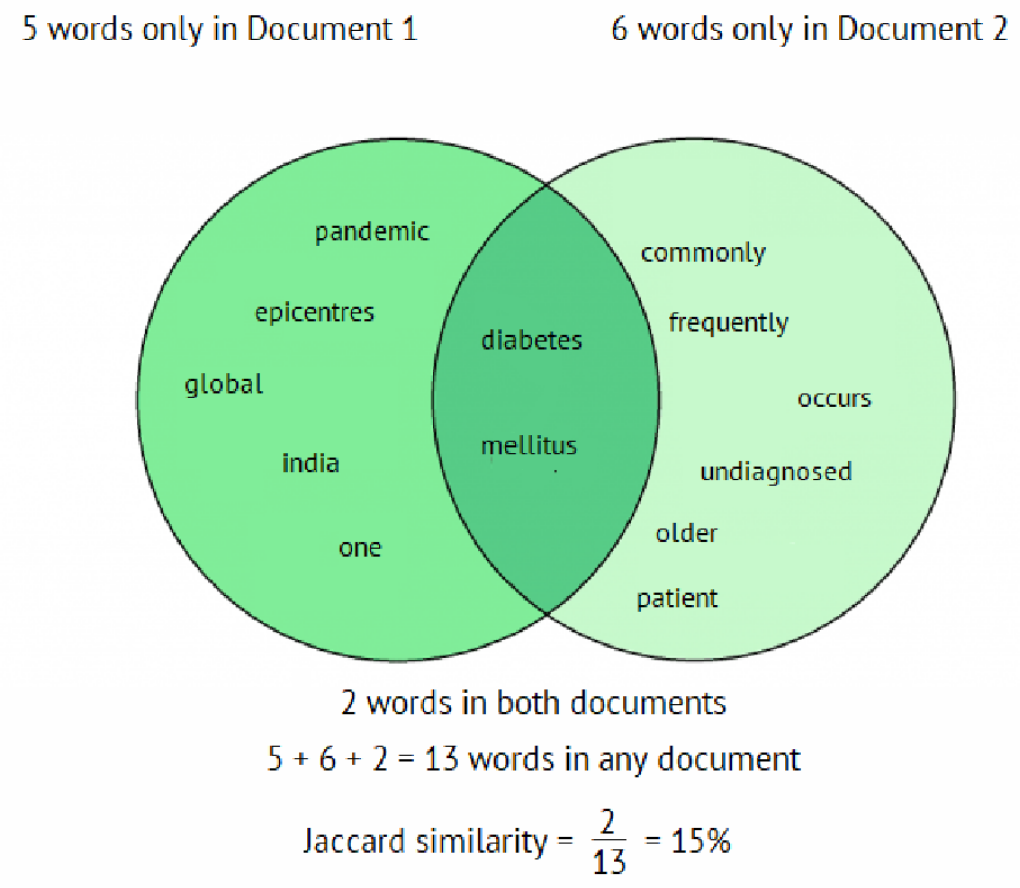 5 words only in Document 1
6 words only in Document 2
pandemic
epicentres
global
india
one
diabetes
mellitus
commonly
frequently
occurs
undiagnosed
older
patient
2 words in both documents
5 + 6 + 2 = 13 words in any document
Jaccard similarity = 2/13 = 15%